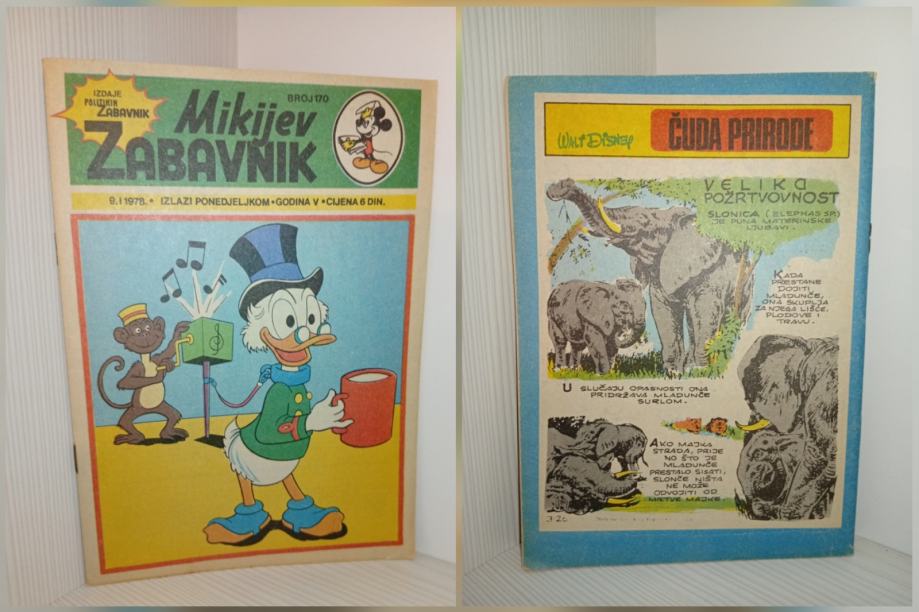 IZDAJE
POLITIKIN
ZABAVNIK
BROJ 170
Mikijev
ZABAVNIK
9.I 1978. • IZLAZI PONEDJELJKOM • GODINA V • CIJENA 6 DIN.
WALT DISNEY
ČUDA PRIRODE
VELIKA
POŽRTVOVNOST
SLONICA (ELEPHAS SP.)
JE PUNA MATERINSKE
LJUBAVI.
KADA
PRESTANE
DOJITI
MLADUNČE,
ONA SKUPLJA
ZA NJEGA LIŠĆE,
PLODOVE I
TRAVU.
U SLUČAJU OPASNOSTI ONA
PRIDRŽAVA MLADUNČE
SURLOM.
AKO MAJKA
STRADA, PRIJE
NO ŠTO JE
MLADUNČE
PRESTALO SISATI,
SLONČE NIŠTA
NE MOŽE
ODVOJITI OD
MRTVE MAJKE.